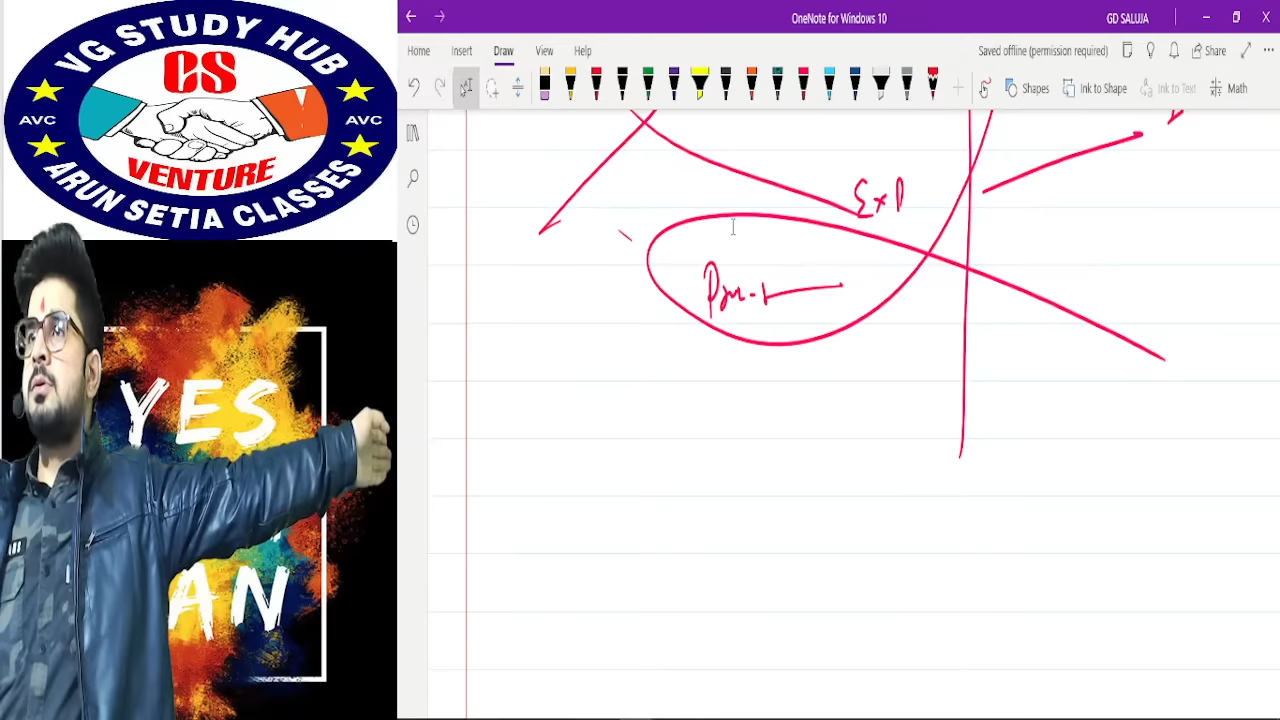 VG STUDY HUB
CS
AVC
AVC
VENTURE
ARUN SETIA CLASSES
YES
AN
OneNote for Windows 10
GD SALUJA
Home
Insert
Draw
View
Help
Saved offline (permission required)
Share
Shapes
Ink to Shape
Ink to Text
Math